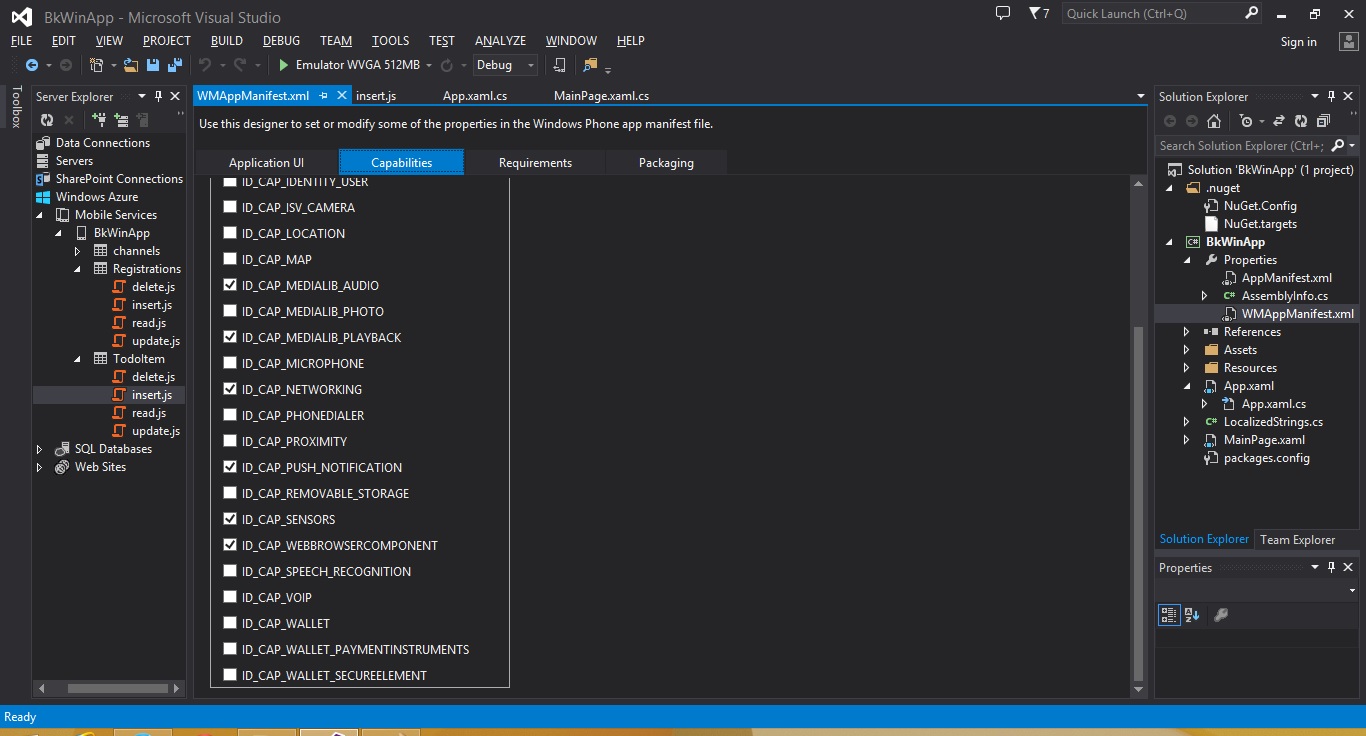 BkWinApp - Microsoft Visual Studio
7
Quick Launch (Ctrl+Q)
FILE EDIT VIEW PROJECT BUILD DEBUG TEAM TOOLS TEST ANALYZE WINDOW HELP
Sign in
Emulator WVGA 512MB
Debug
Toolbox
Server Explorer
Data Connections
Servers
SharePoint Connections
Windows Azure
Mobile Services
BkWinApp
channels
Registrations
delete.js
insert.js
read.js
update.js
TodoItem
delete.js
insert.js
read.js
update.js
SQL Databases
Web Sites
WMAppManifest.xml insert.js App.xaml.cs MainPage.xaml.cs
Use this designer to set or modify some of the properties in the Windows Phone app manifest file.
Application UI Capabilities Requirements Packaging
ID_CAP_IDENTITY_USER
ID_CAP_ISV_CAMERA
ID_CAP_LOCATION
ID_CAP_MAP
ID_CAP_MEDIALIB_AUDIO
ID_CAP_MEDIALIB_PHOTO
ID_CAP_MEDIALIB_PLAYBACK
ID_CAP_MICROPHONE
ID_CAP_NETWORKING
ID_CAP_PHONEDIALER
ID_CAP_PROXIMITY
ID_CAP_PUSH_NOTIFICATION
ID_CAP_REMOVABLE_STORAGE
ID_CAP_SENSORS
ID_CAP_WEBBROWSERCOMPONENT
ID_CAP_SPEECH_RECOGNITION
ID_CAP_VOIP
ID_CAP_WALLET
ID_CAP_WALLET_PAYMENTINSTRUMENTS
ID_CAP_WALLET_SECUREELEMENT
Solution Explorer
Search Solution Explorer (Ctrl+;
Solution 'BkWinApp' (1 project)
.nuget
NuGet.Config
NuGet.targets
C# BkWinApp
Properties
AppManifest.xml
C# AssemblyInfo.cs
WMAppManifest.xml
References
Assets
Resources
App.xaml
App.xaml.cs
C# LocalizedStrings.cs
MainPage.xaml
packages.config
Solution Explorer Team Explorer
Properties
Ready